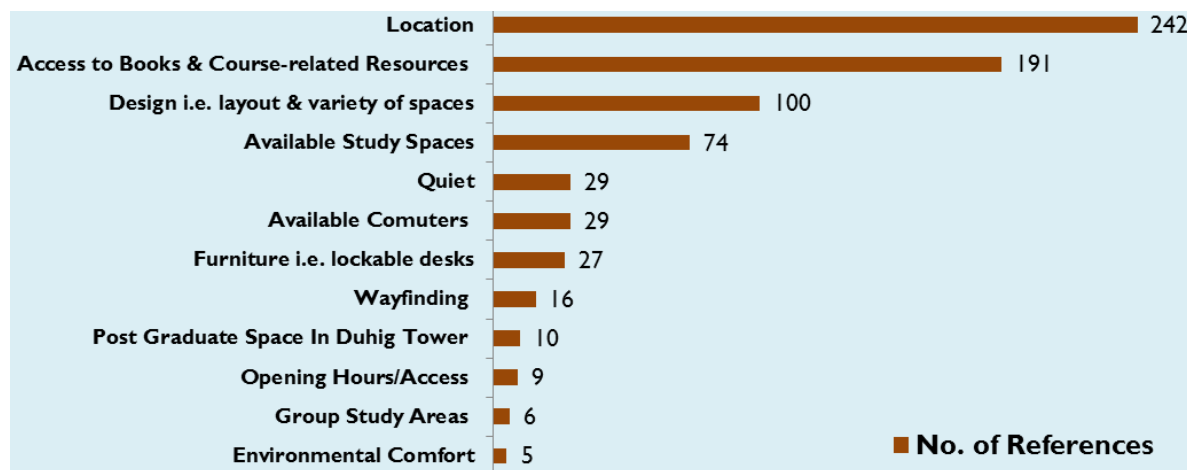 Location 242
Access to Books & Course-related Resources 191
Design i.e. layout & variety of spaces 100
Available Study Spaces 74
Quiet 29
Available Comuters 29
Furniture i.e. lockable desks 27
Wayfinding 16
Post Graduate Space In Duhig Tower 10
Opening Hours/Access 9
Group Study Areas 6
Environmental Comfort 5
No. of References